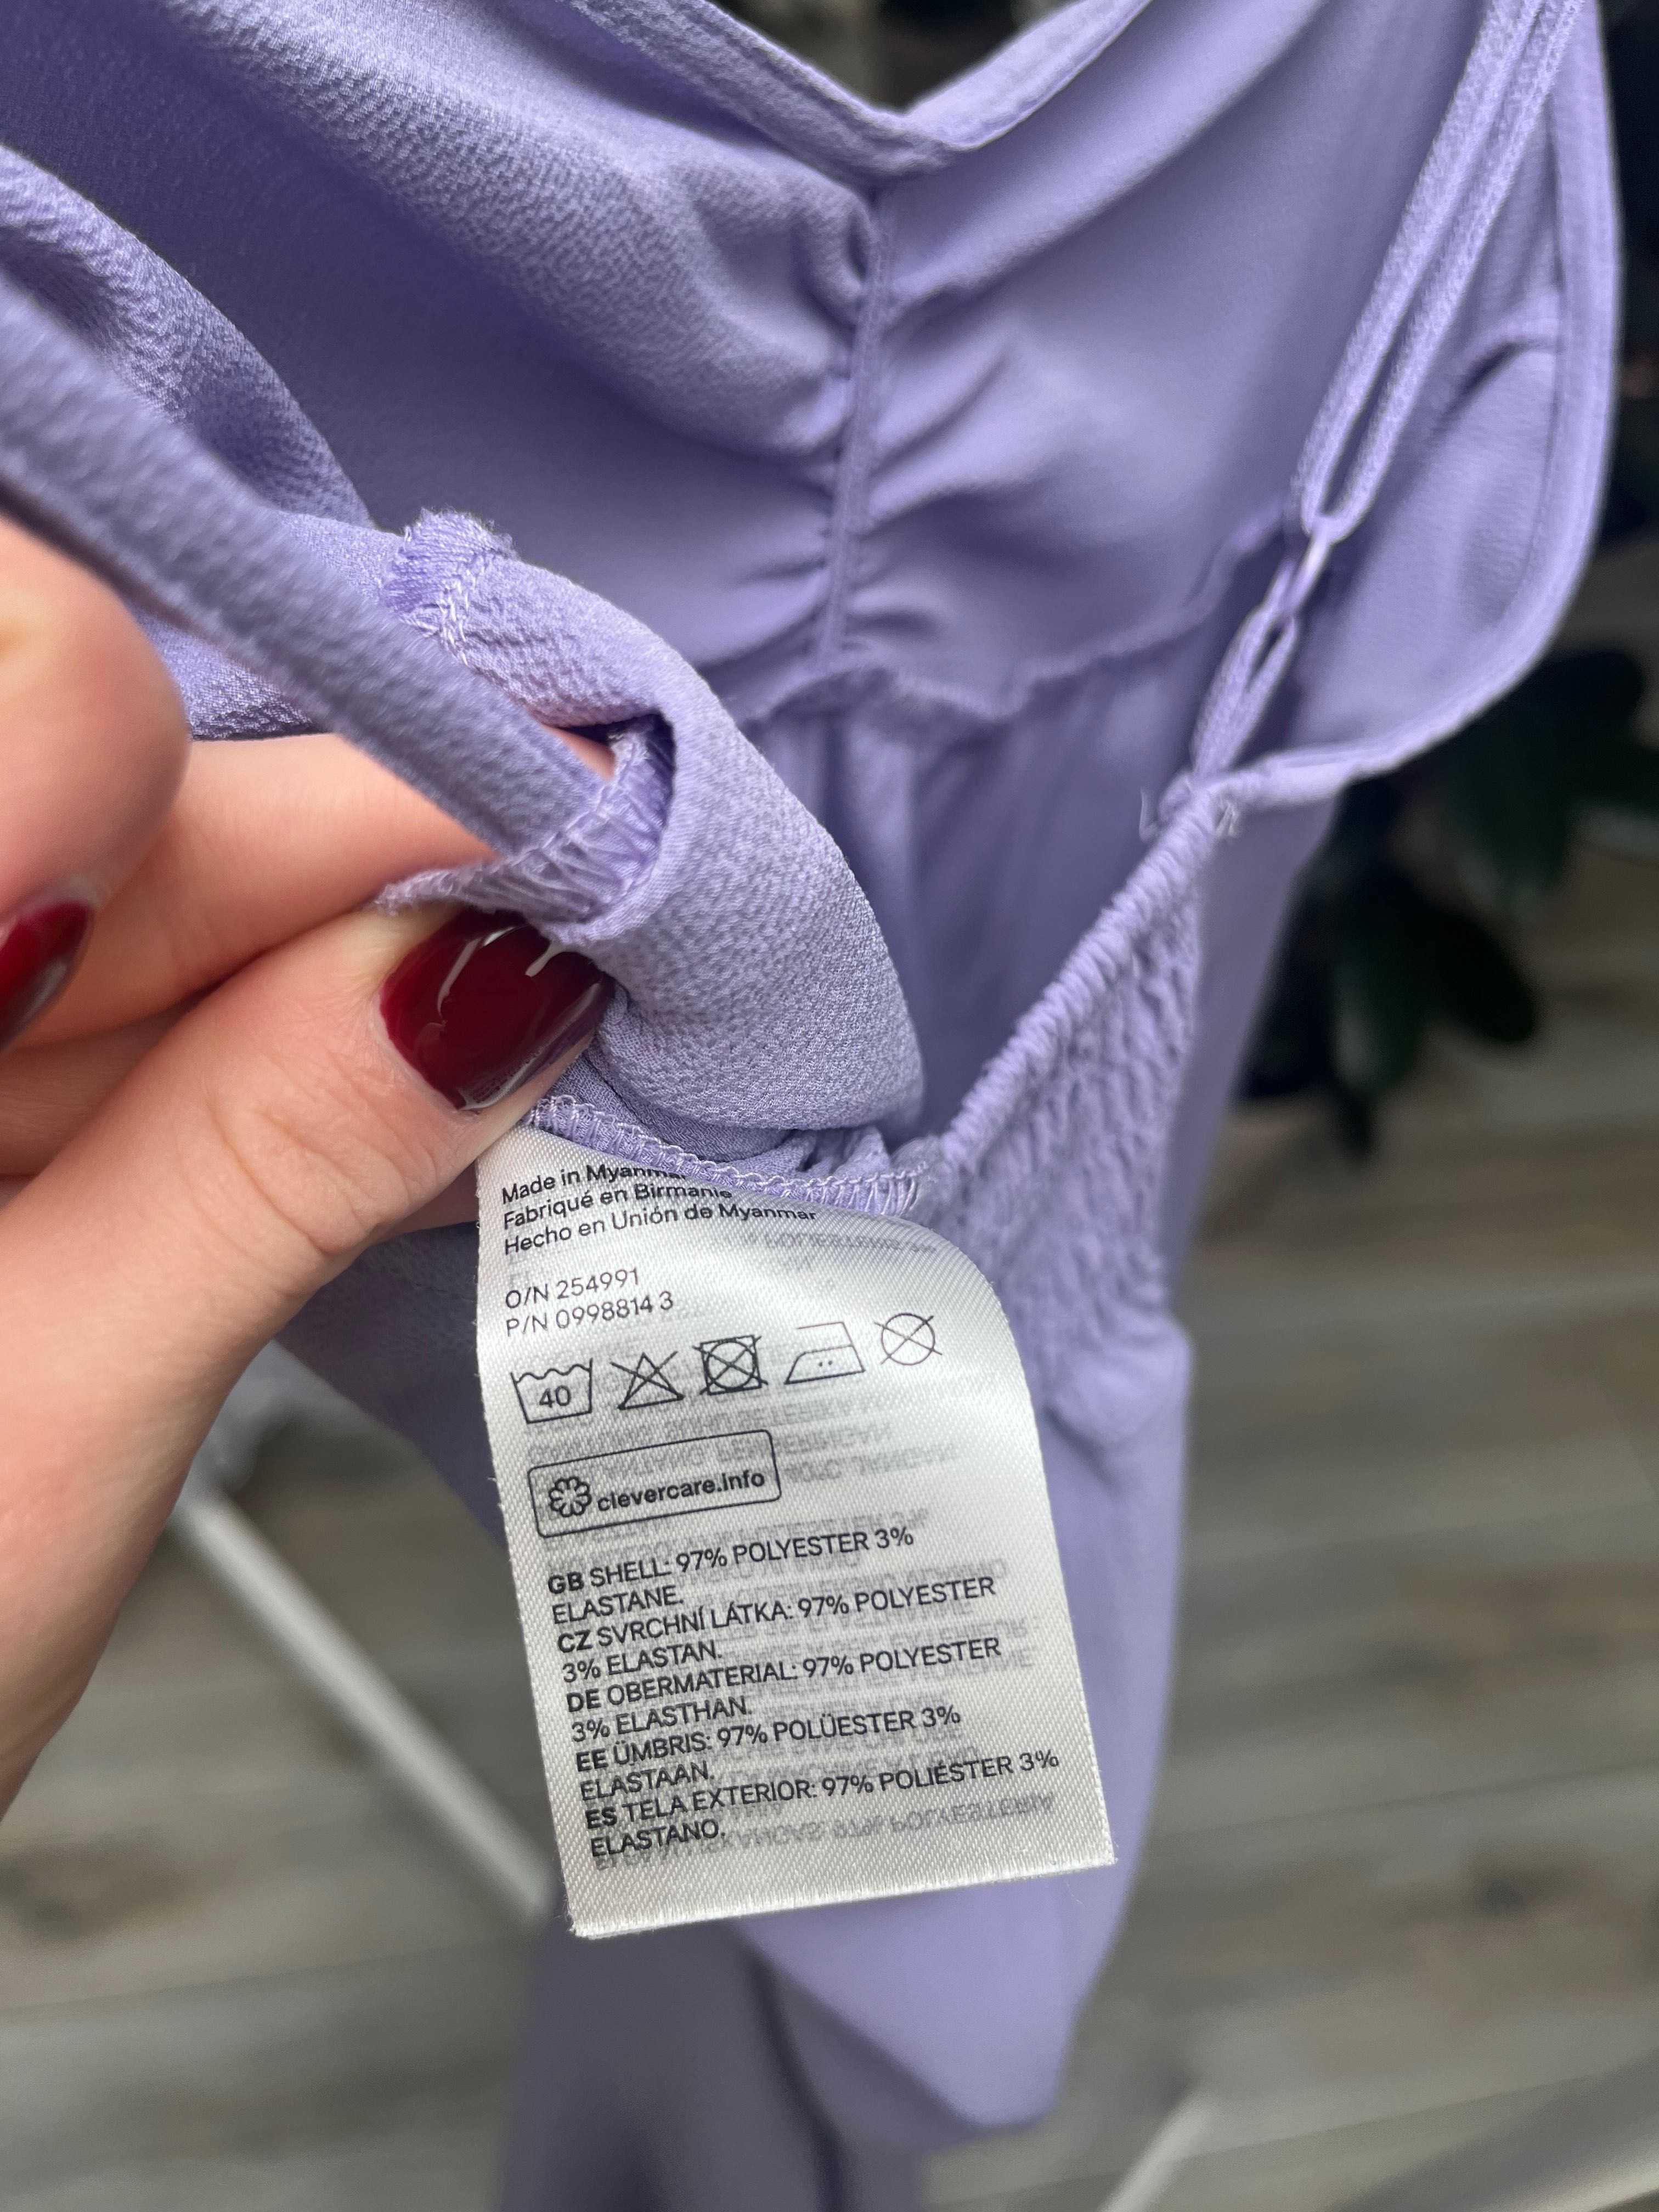 Made in Myanmar
Fabriqué en Birmanie
Hecho en Unión de Myanmar
O/N 254991
P/N 0998814 3
40
clevercare.info
GB SHELL: 97% POLYESTER 3%
ELASTANE.
CZ SVRCHNÍ LÁTKA: 97% POLYESTER
3% ELASTAN.
DE OBERMATERIAL: 97% POLYESTER
3% ELASTHAN.
EE ÜMBRIS: 97% POLÜESTER 3%
ELASTAAN.
ES TELA EXTERIOR: 97% POLIÉSTER 3%
ELASTANO.